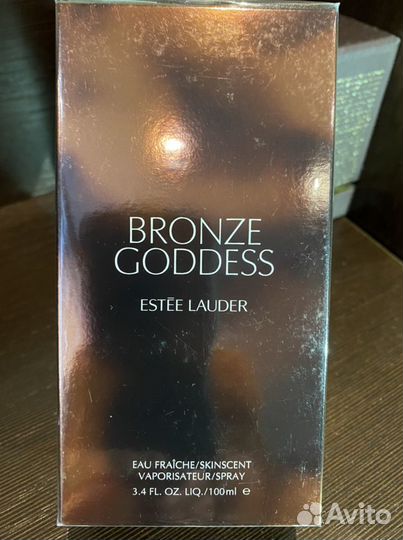 BRONZE
GODDESS
ESTĒE LAUDER
EAU FRAÎCHE/SKINSCENT
VAPORISATEUR/SPRAY
3.4 FL. OZ. LIQ./100ml ℮
Avito